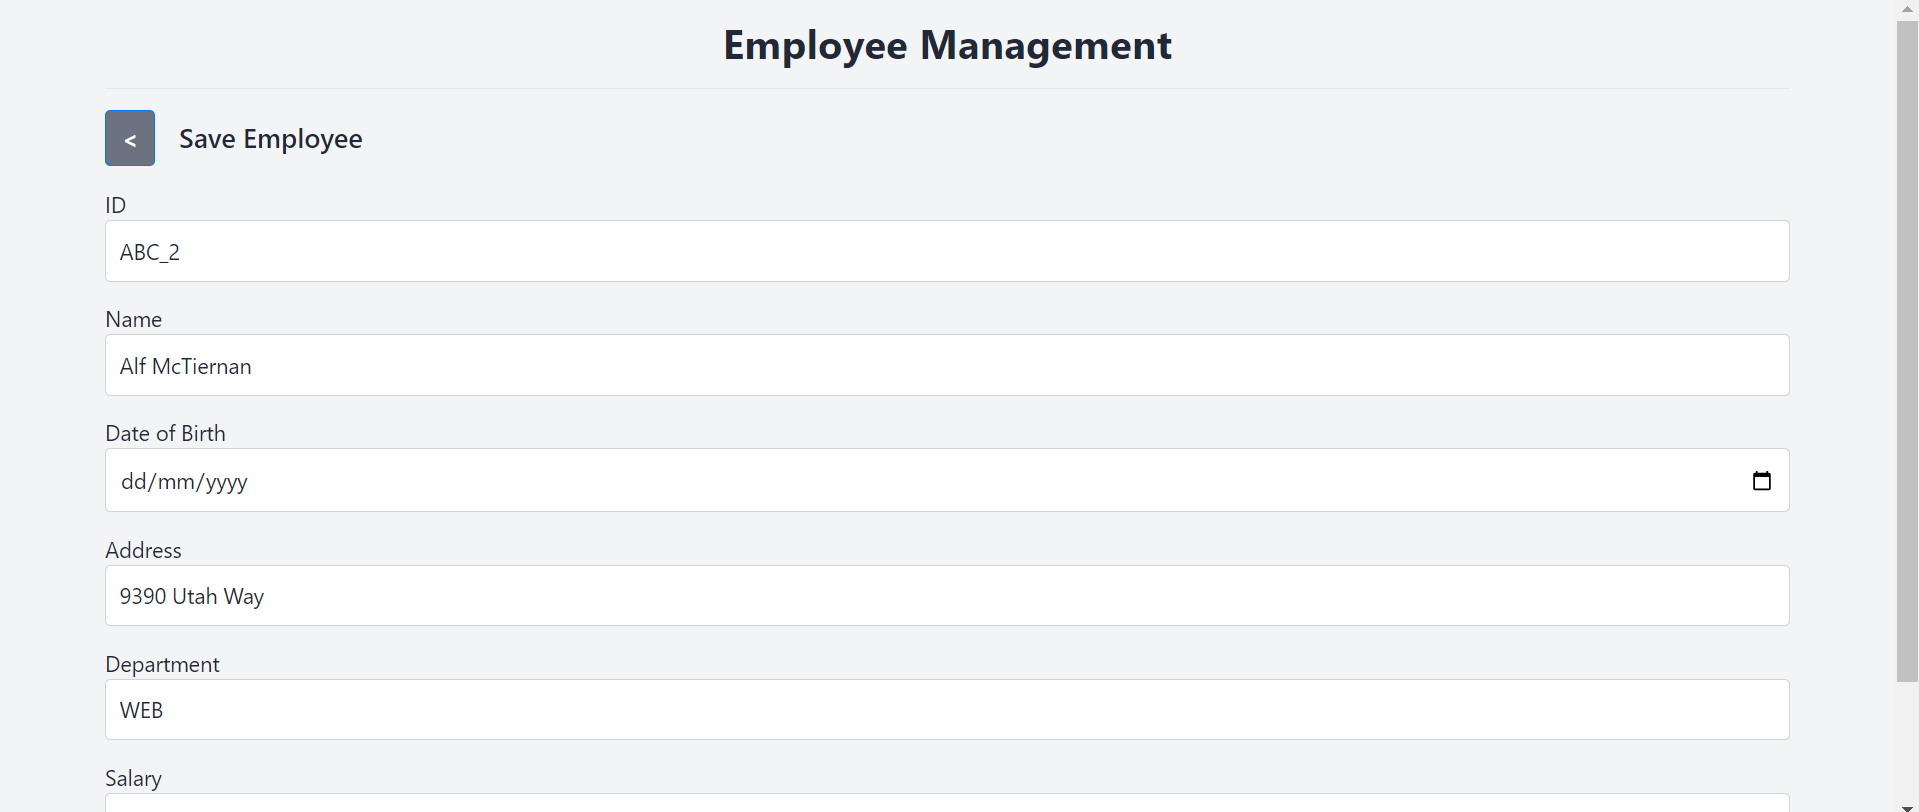 Employee Management
< Save Employee
ID
ABC_2
Name
Alf McTiernan
Date of Birth
dd/mm/yyyy
Address
9390 Utah Way
Department
WEB
Salary